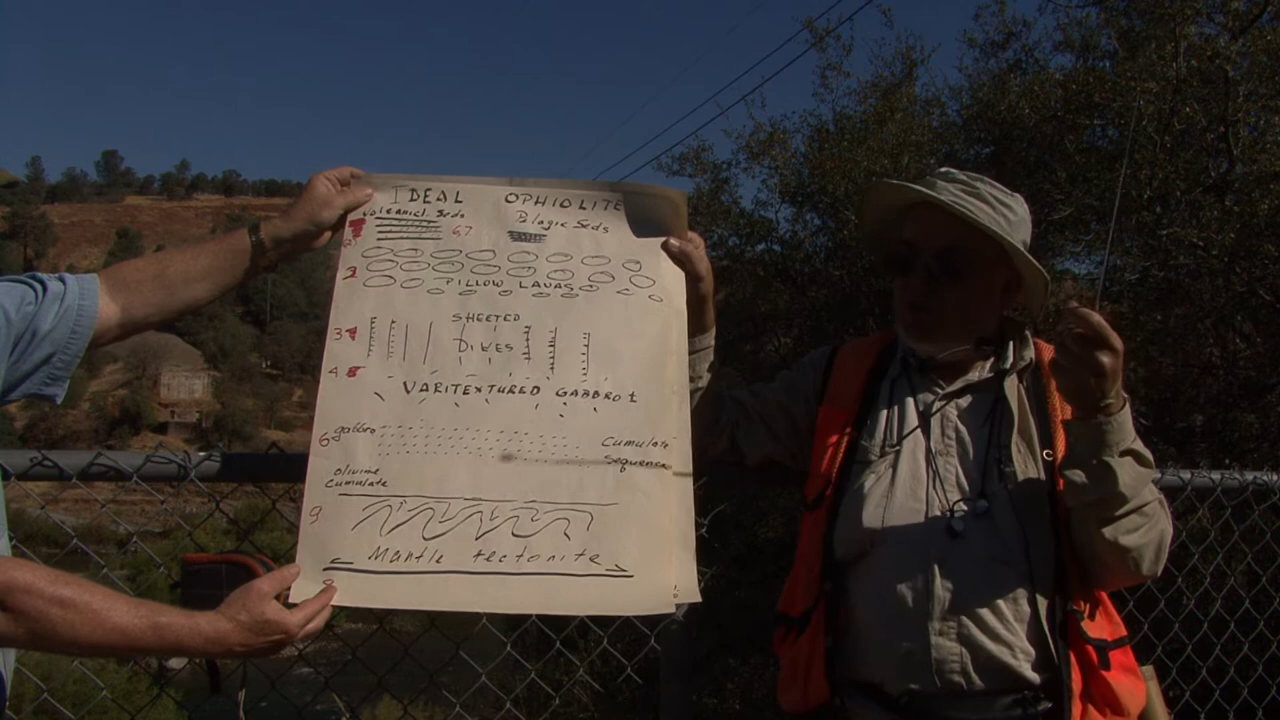 IDEAL OPHIOLITE
Volcanicl. Seds Pelagic Seds
67
2
PILLOW LAVAS
SHEETED
3
DIKES
4
VARITEXTURED GABBRO
6 gabbro
Cumulate
Sequence
Olivine
Cumulate
9
Mantle tectonite